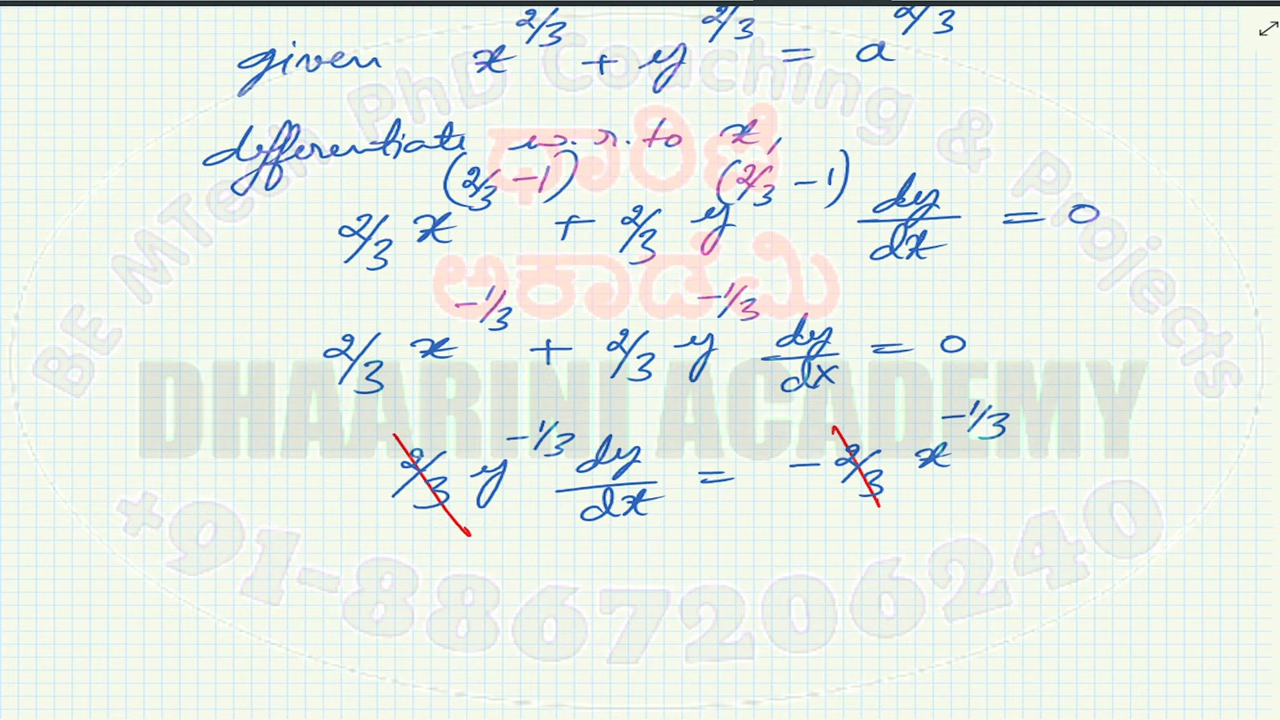 given x^2/3 + y^2/3 = a^2/3
differentiate w.r.to x,
2/3 x^(2/3 -1) + 2/3 y^(2/3 -1) dy/dx = 0
2/3 x^-1/3 + 2/3 y^-1/3 dy/dx = 0
2/3 y^-1/3 dy/dx = - 2/3 x^-1/3
BE MTech PhD Coaching & Projects
ಧಾರಿಣಿ
ಅಕಾಡಮಿ
DHAARINI ACADEMY
+91-8867206240